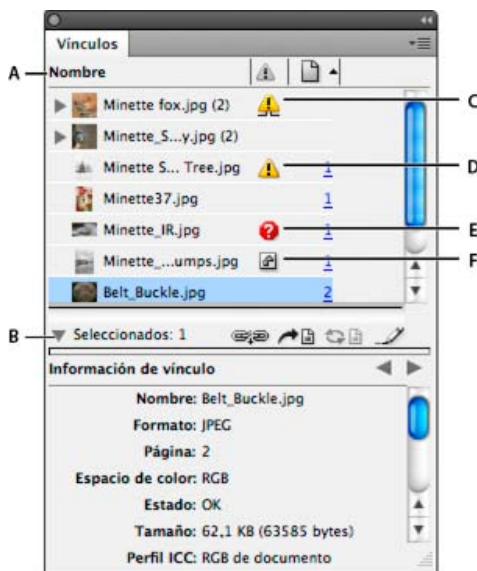 Vínculos
A
Nombre
Minette fox.jpg (2)
C
Minette_S...y.jpg (2)
Minette S... Tree.jpg
1
D
Minette37.jpg
1
Minette_IR.jpg
?
1
E
Minette_...umps.jpg
1
F
Belt_Buckle.jpg
2
B
Seleccionados: 1
Información de vínculo
Nombre: Belt_Buckle.jpg
Formato: JPEG
Página: 2
Espacio de color: RGB
Estado: OK
Tamaño: 62,1 KB (63585 bytes)
Perfil ICC: RGB de documento